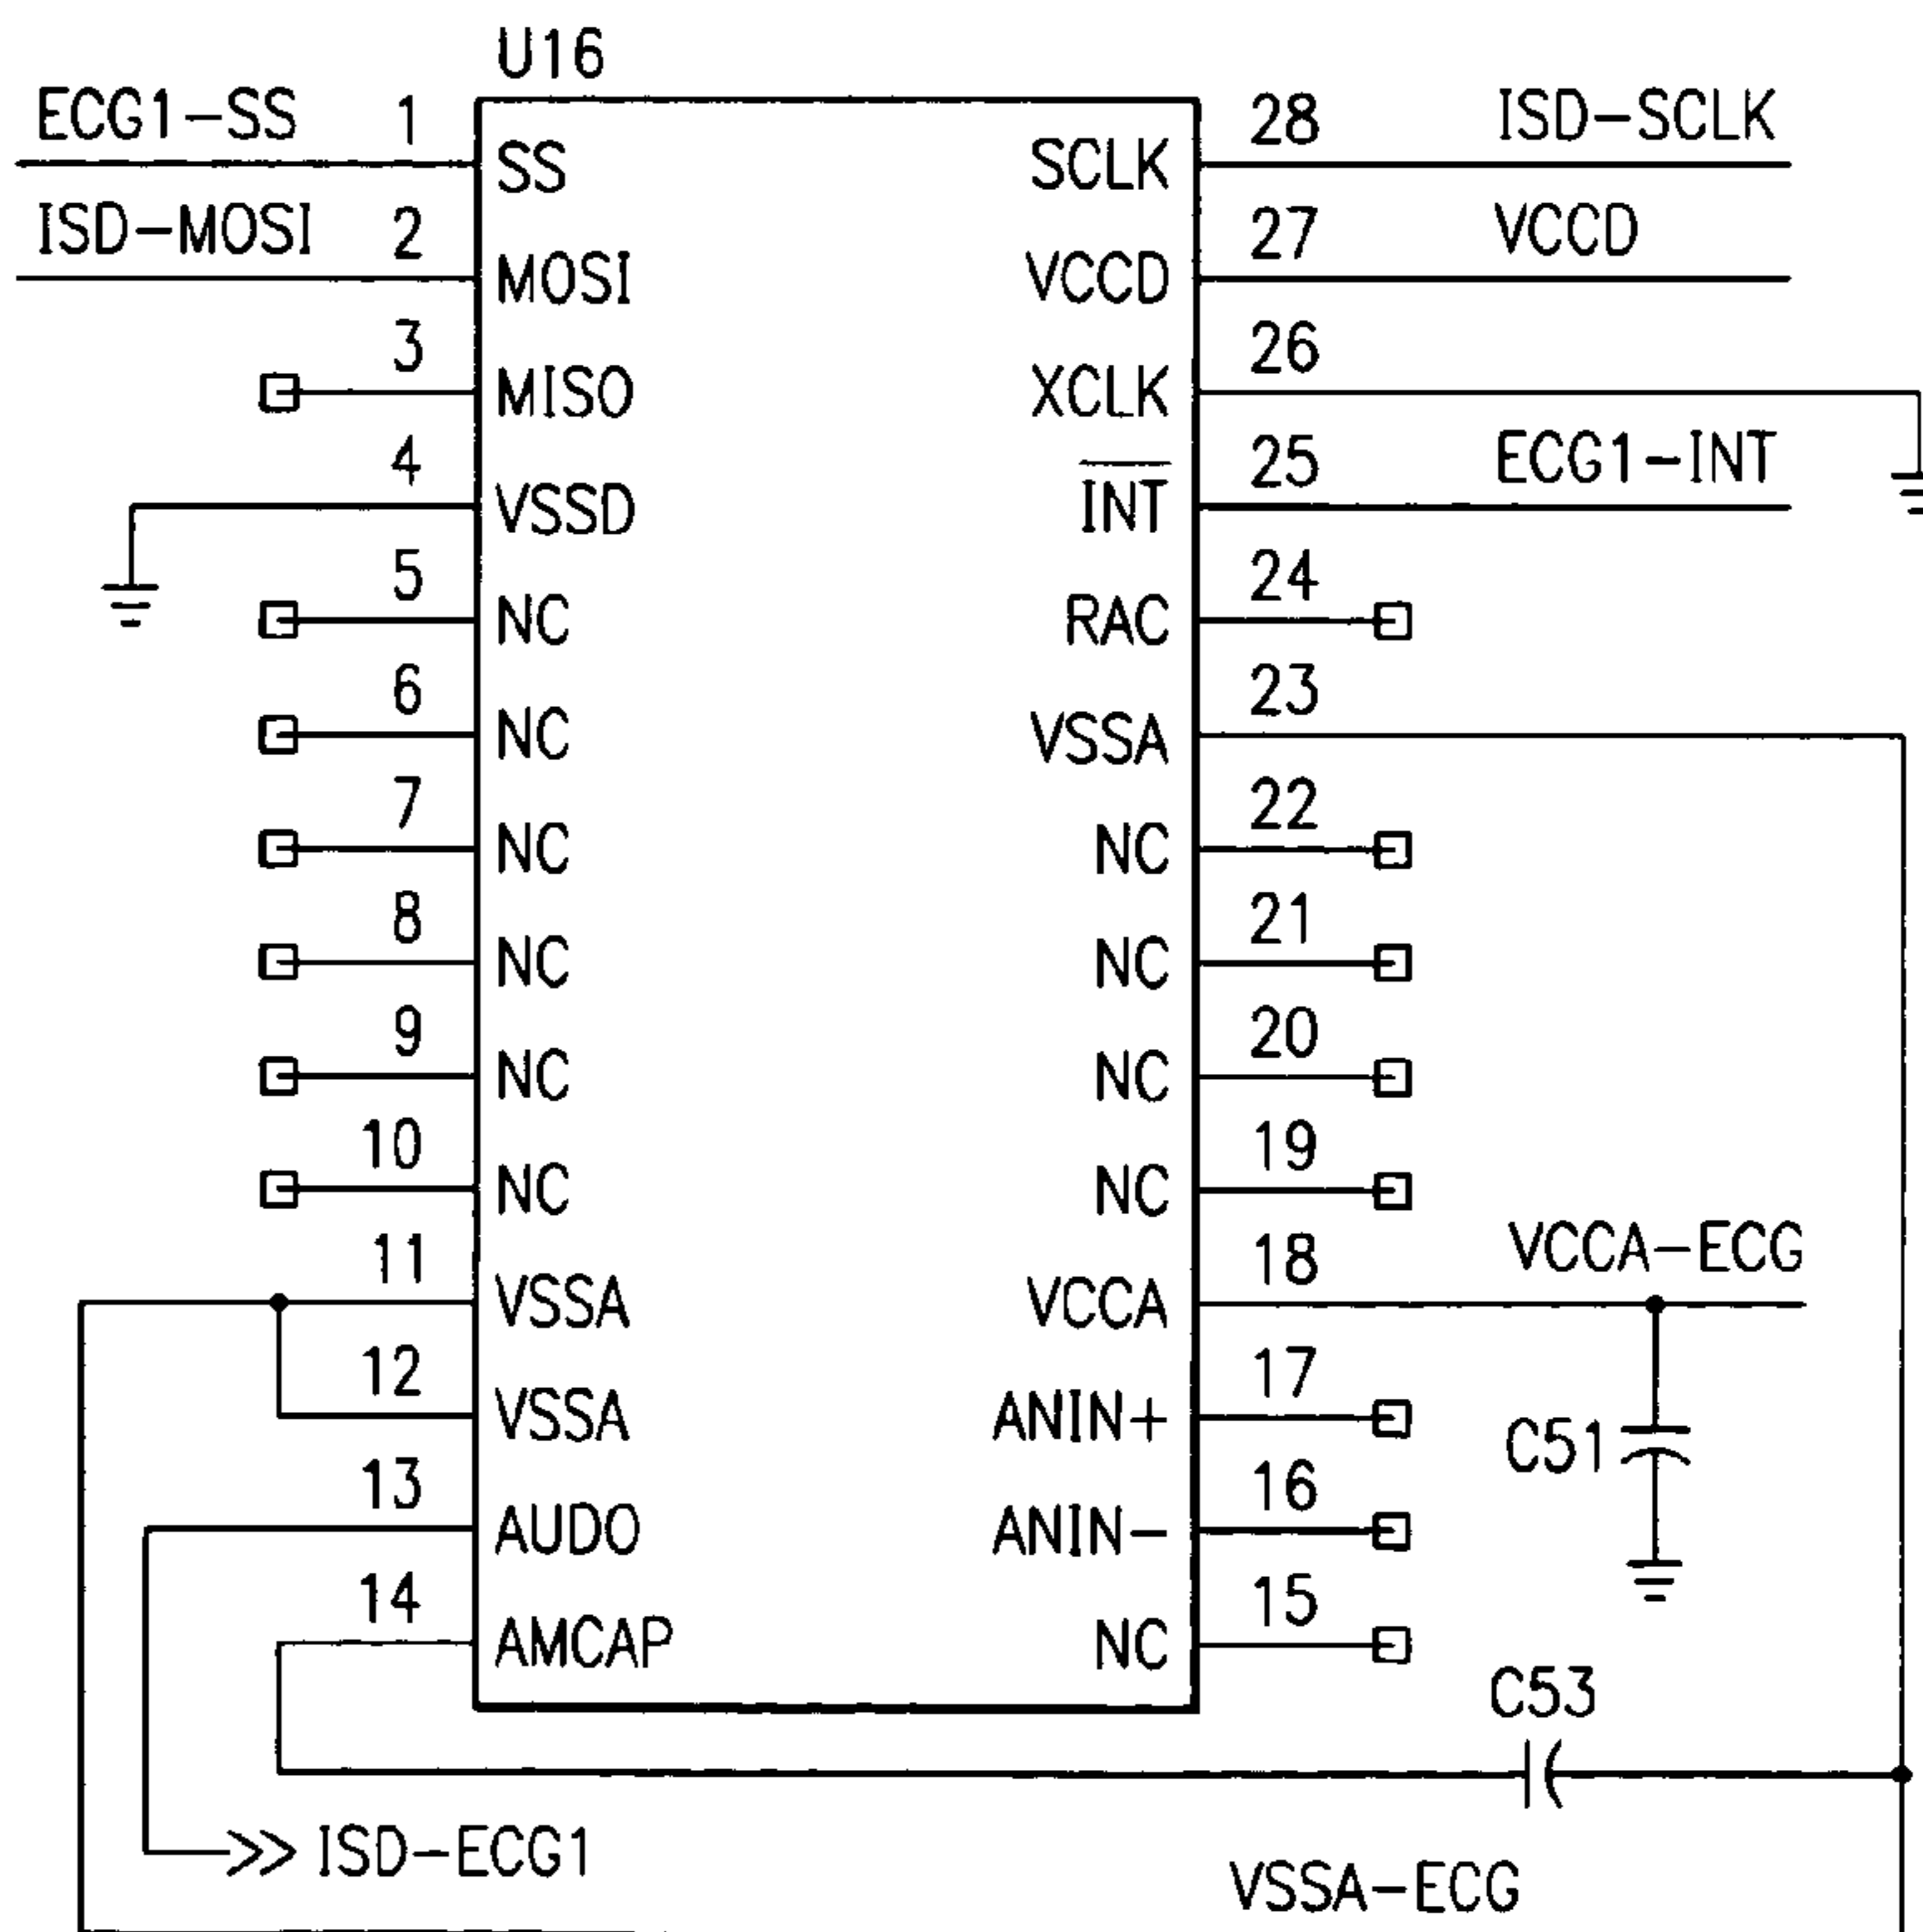 U16
ECG1-SS 1 SS SCLK 28 ISD-SCLK
ISD-MOSI 2 MOSI VCCD 27 VCCD
3 MISO XCLK 26
4 VSSD INT 25 ECG1-INT
5 NC RAC 24
6 NC VSSA 23
7 NC NC 22
8 NC NC 21
9 NC NC 20
10 NC NC 19
11 VSSA VCCA 18 VCCA-ECG
12 VSSA ANIN+ 17
C51
13 AUDO ANIN- 16
14 AMCAP NC 15
C53
ISD-ECG1
VSSA-ECG